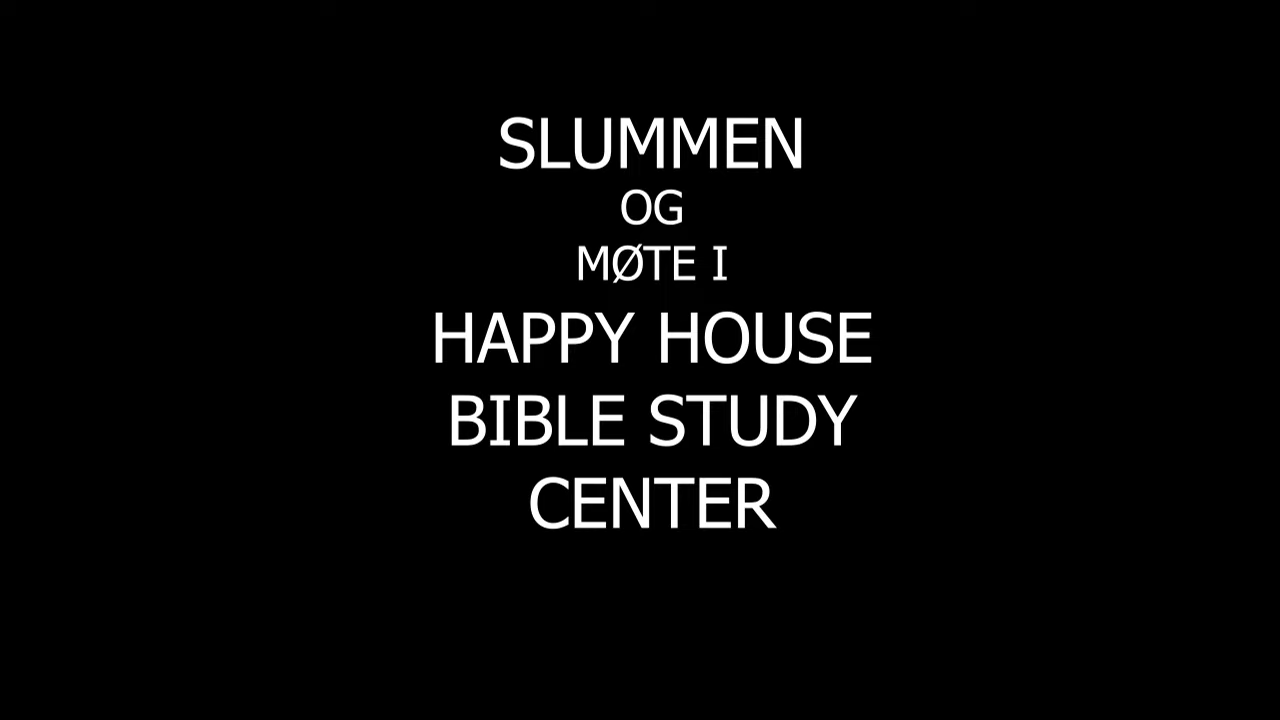 SLUMMEN
OG
MØTE I
HAPPY HOUSE
BIBLE STUDY
CENTER